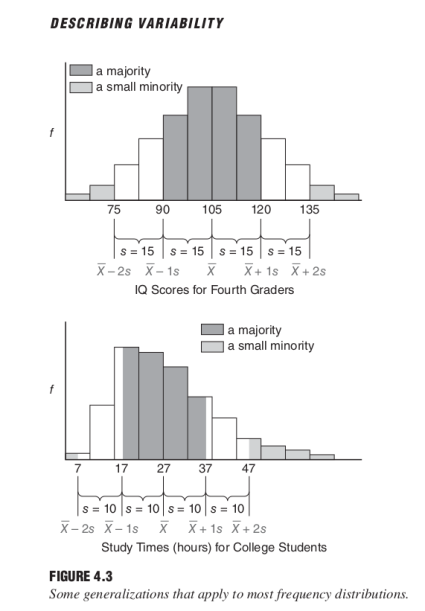 DESCRIBING VARIABILITY
a majority
a small minority
f
75 90 105 120 135
s = 15 s = 15 s = 15 s = 15
X̅ – 2s X̅ – 1s X̅ X̅ + 1s X̅ + 2s
IQ Scores for Fourth Graders
a majority
a small minority
f
7 17 27 37 47
s = 10 s = 10 s = 10 s = 10
X̅ – 2s X̅ – 1s X̅ X̅ + 1s X̅ + 2s
Study Times (hours) for College Students
FIGURE 4.3
Some generalizations that apply to most frequency distributions.